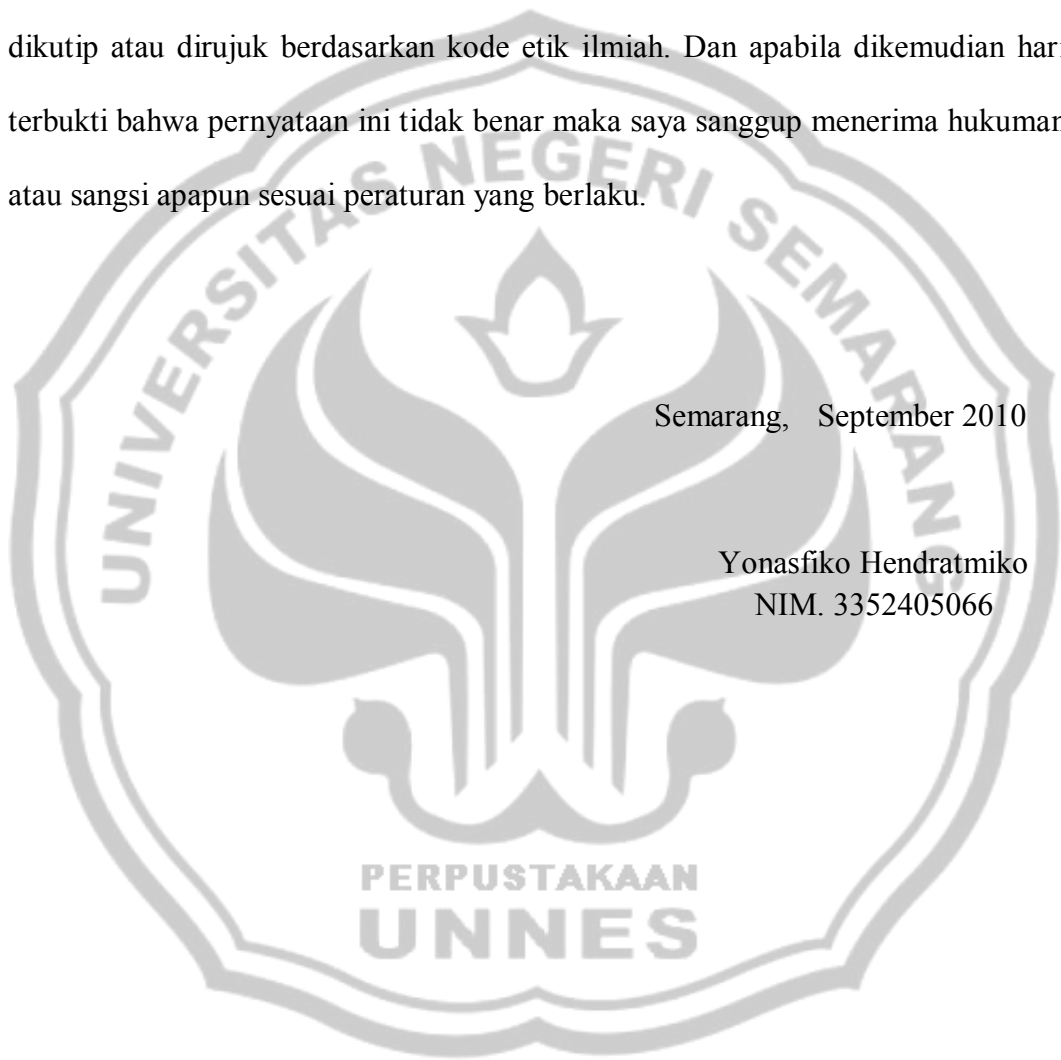 dikutip atau dirujuk berdasarkan kode etik ilmiah. Dan apabila dikemudian hari
terbukti bahwa pernyataan ini tidak benar maka saya sanggup menerima hukuman
atau sangsi apapun sesuai peraturan yang berlaku.
UNIVERSITAS NEGERI SEMARANG
Semarang, September 2010
Yonasfiko Hendratmiko
NIM. 3352405066
PERPUSTAKAAN
UNNES